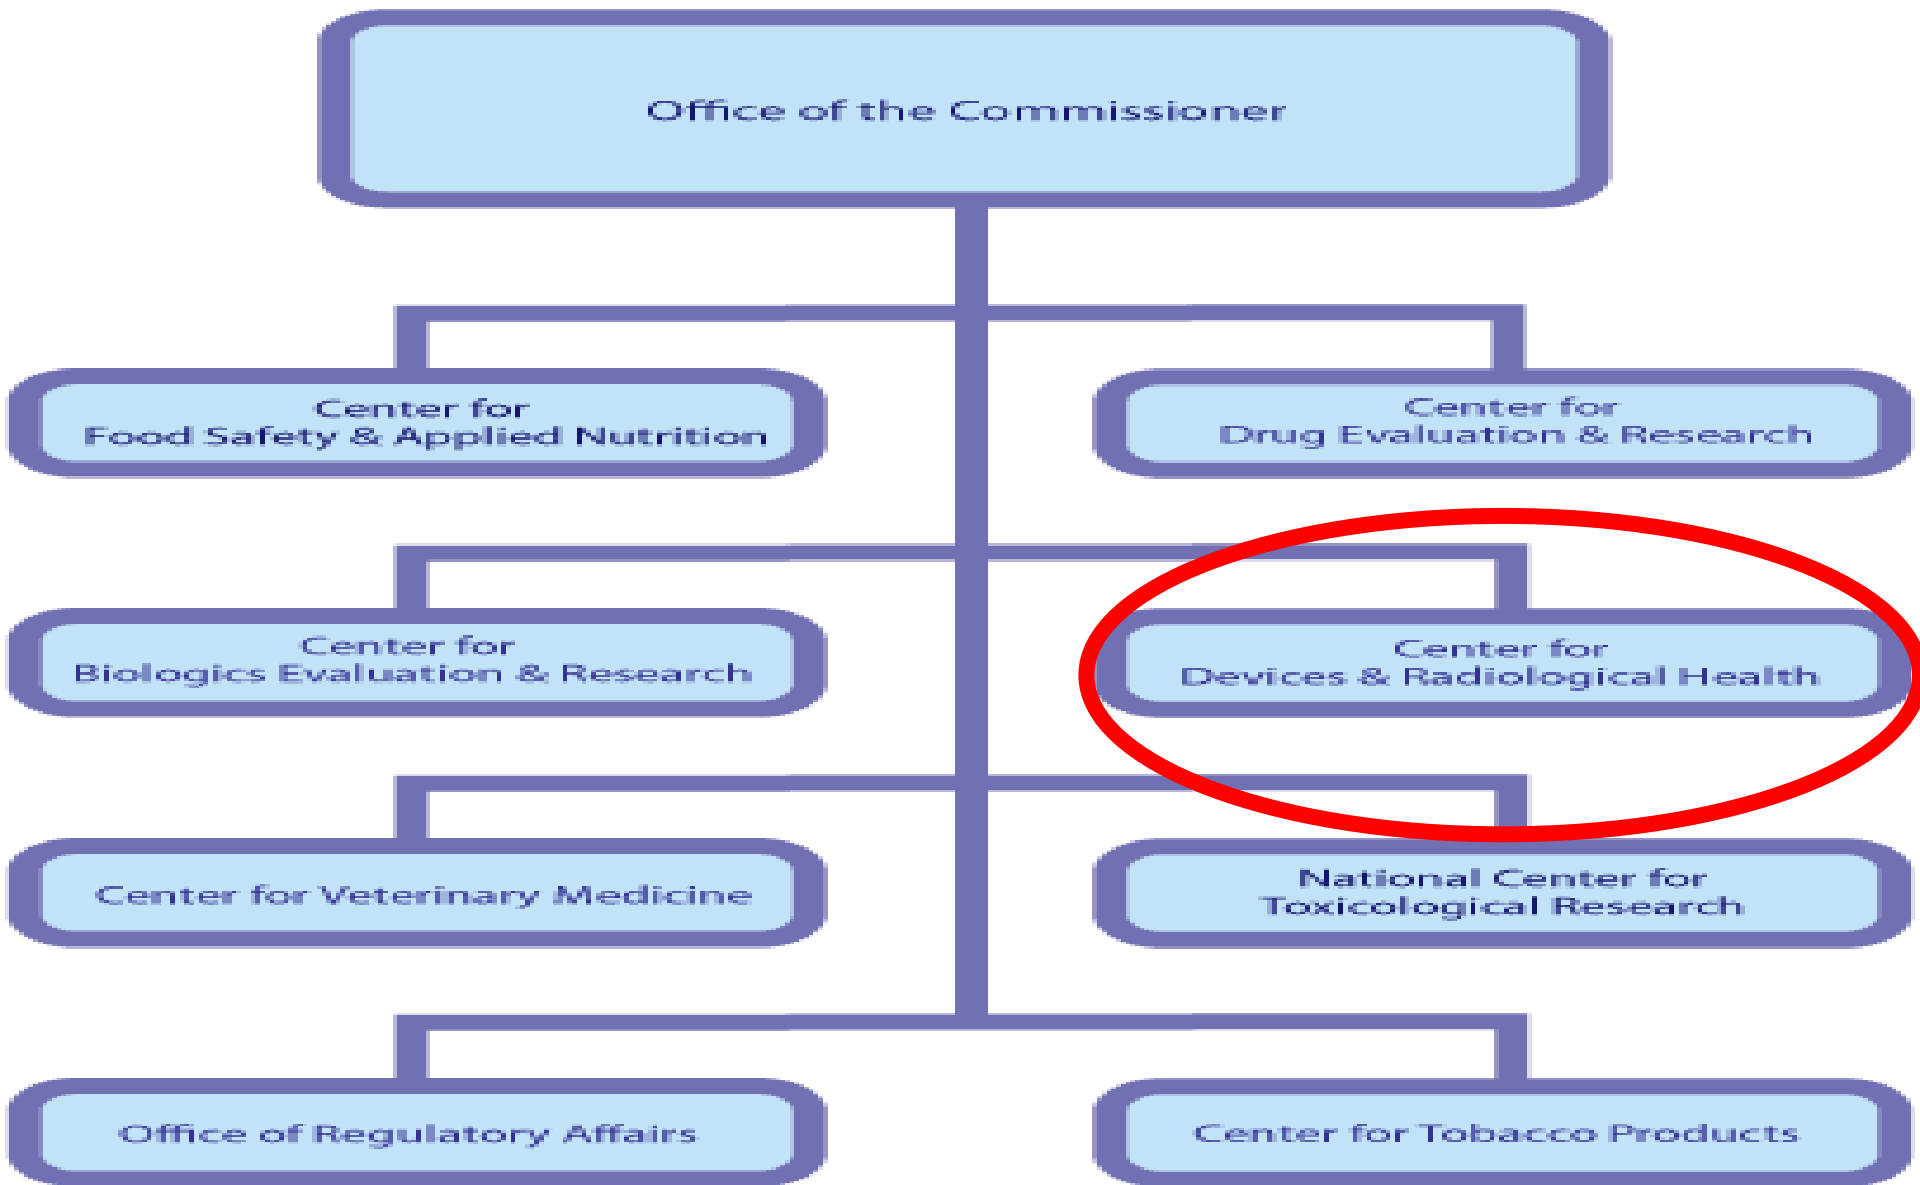 Office of the Commissioner
Center for
Food Safety & Applied Nutrition
Center for
Drug Evaluation & Research
Center for
Biologics Evaluation & Research
Center for
Devices & Radiological Health
Center for Veterinary Medicine
National Center for
Toxicological Research
Office of Regulatory Affairs
Center for Tobacco Products